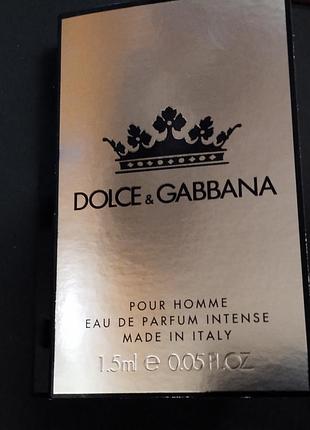 DOLCE & GABBANA
POUR HOMME
EAU DE PARFUM INTENSE
MADE IN ITALY
1.5ml ℮ 0.05 fl.OZ